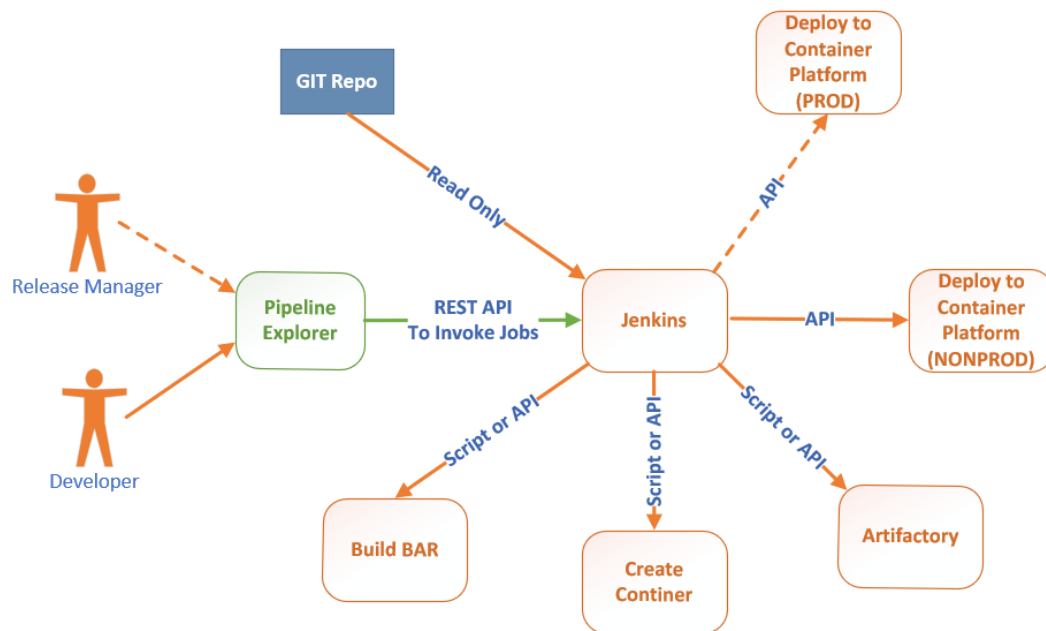 Deploy to
Container
Platform
(PROD)
GIT Repo
Read Only
API
Release Manager
Pipeline
Explorer
REST API
To Invoke Jobs
Jenkins
API
Deploy to
Container
Platform
(NONPROD)
Developer
Script or API
Script or API
Script or API
Build BAR
Create
Continer
Artifactory